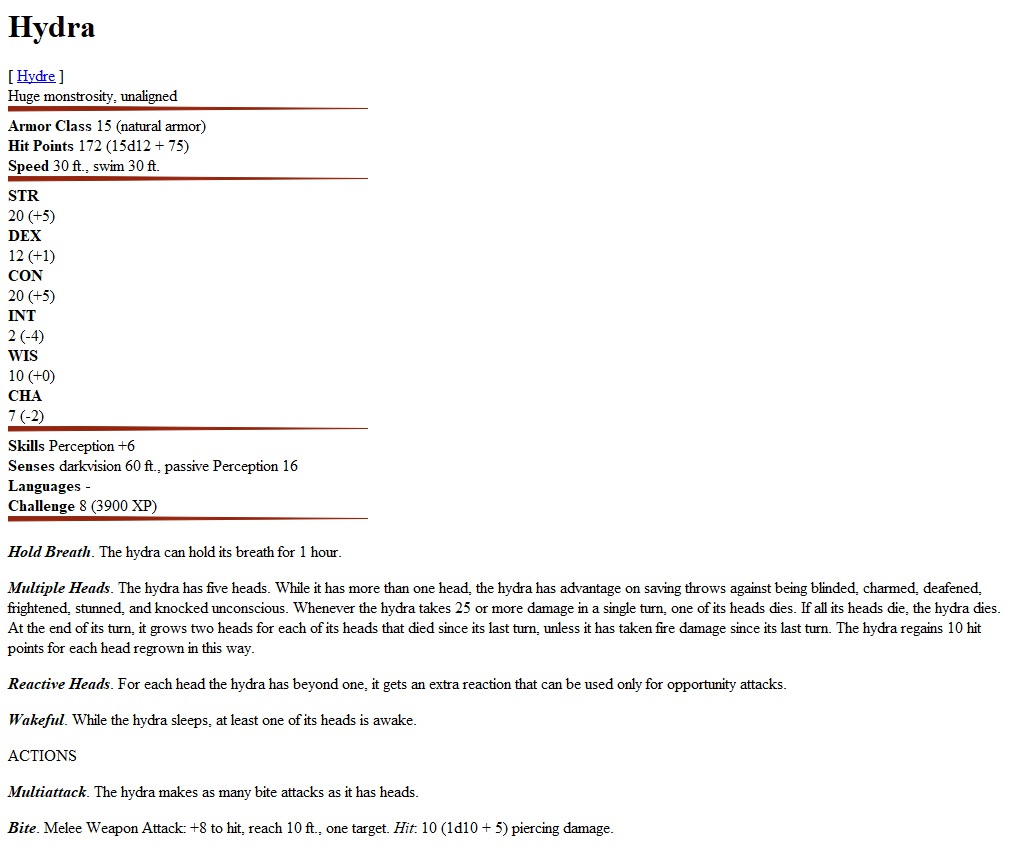 Hydra
[ Hydre ]
Huge monstrosity, unaligned
Armor Class 15 (natural armor)
Hit Points 172 (15d12 + 75)
Speed 30 ft., swim 30 ft.
STR
20 (+5)
DEX
12 (+1)
CON
20 (+5)
INT
2 (-4)
WIS
10 (+0)
CHA
7 (-2)
Skills Perception +6
Senses darkvision 60 ft., passive Perception 16
Languages -
Challenge 8 (3900 XP)
Hold Breath. The hydra can hold its breath for 1 hour.
Multiple Heads. The hydra has five heads. While it has more than one head, the hydra has advantage on saving throws against being blinded, charmed, deafened,
frightened, stunned, and knocked unconscious. Whenever the hydra takes 25 or more damage in a single turn, one of its heads dies. If all its heads die, the hydra dies.
At the end of its turn, it grows two heads for each of its heads that died since its last turn, unless it has taken fire damage since its last turn. The hydra regains 10 hit
points for each head regrown in this way.
Reactive Heads. For each head the hydra has beyond one, it gets an extra reaction that can be used only for opportunity attacks.
Wakeful. While the hydra sleeps, at least one of its heads is awake.
ACTIONS
Multiattack. The hydra makes as many bite attacks as it has heads.
Bite. Melee Weapon Attack: +8 to hit, reach 10 ft., one target. Hit: 10 (1d10 + 5) piercing damage.